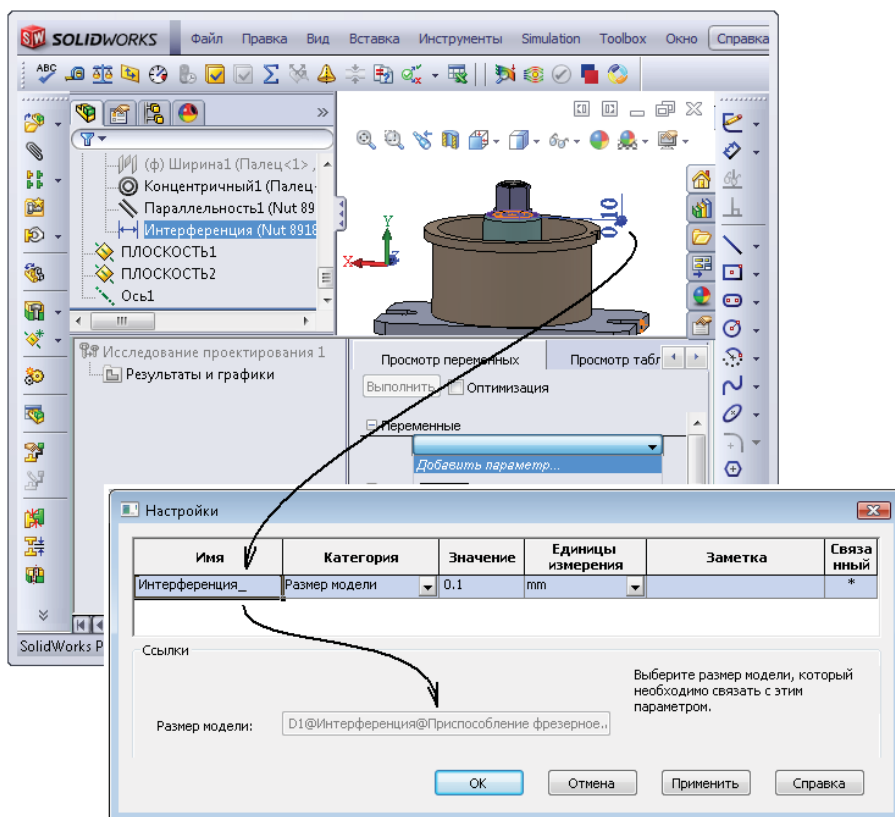 SOLIDWORKS Файл Правка Вид Вставка Инструменты Simulation Toolbox Окно Справка
ABC
(ф) Ширина1 (Палец<1> ,
Концентричный1 (Палец-
Параллельность1 (Nut 89
Интерференция (Nut 8918
ПЛОСКОСТЬ1
ПЛОСКОСТЬ2
Ось1
0.10
Y
X
Исследование проектирования 1
Результаты и графики
Просмотр переменных Просмотр табл
Выполнить Оптимизация
Переменные
Добавить параметр...
SolidWorks P
Настройки
Имя Категория Значение Единицы измерения Заметка Связа нный
Интерференция_ Размер модели 0.1 mm *
Ссылки
Выберите размер модели, который
необходимо связать с этим
параметром.
Размер модели: D1@Интерференция@Приспособление фрезерное..
OK Отмена Применить Справка